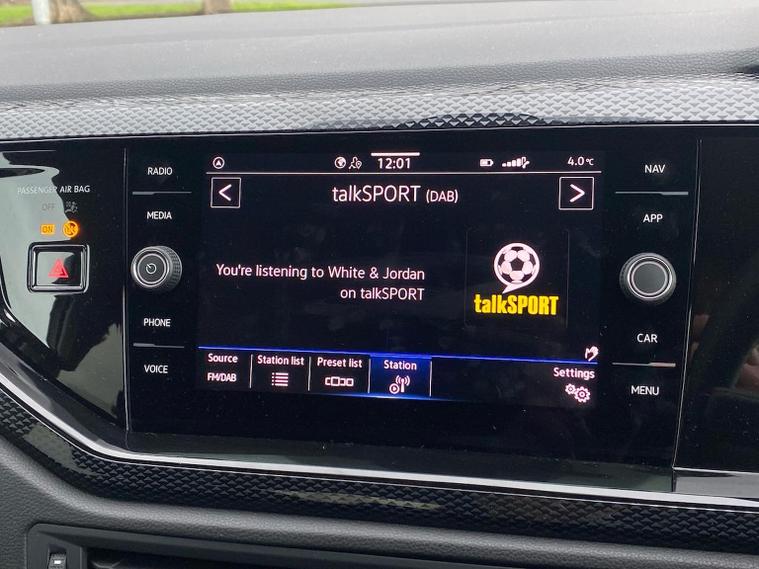 PASSENGER AIR BAG
OFF
ON
RADIO
MEDIA
PHONE
VOICE
12:01
4.0°C
< talkSPORT (DAB) >
You're listening to White & Jordan
on talkSPORT
talkSPORT
Source
FM/DAB
Station list
Preset list
Station
Settings
NAV
APP
CAR
MENU